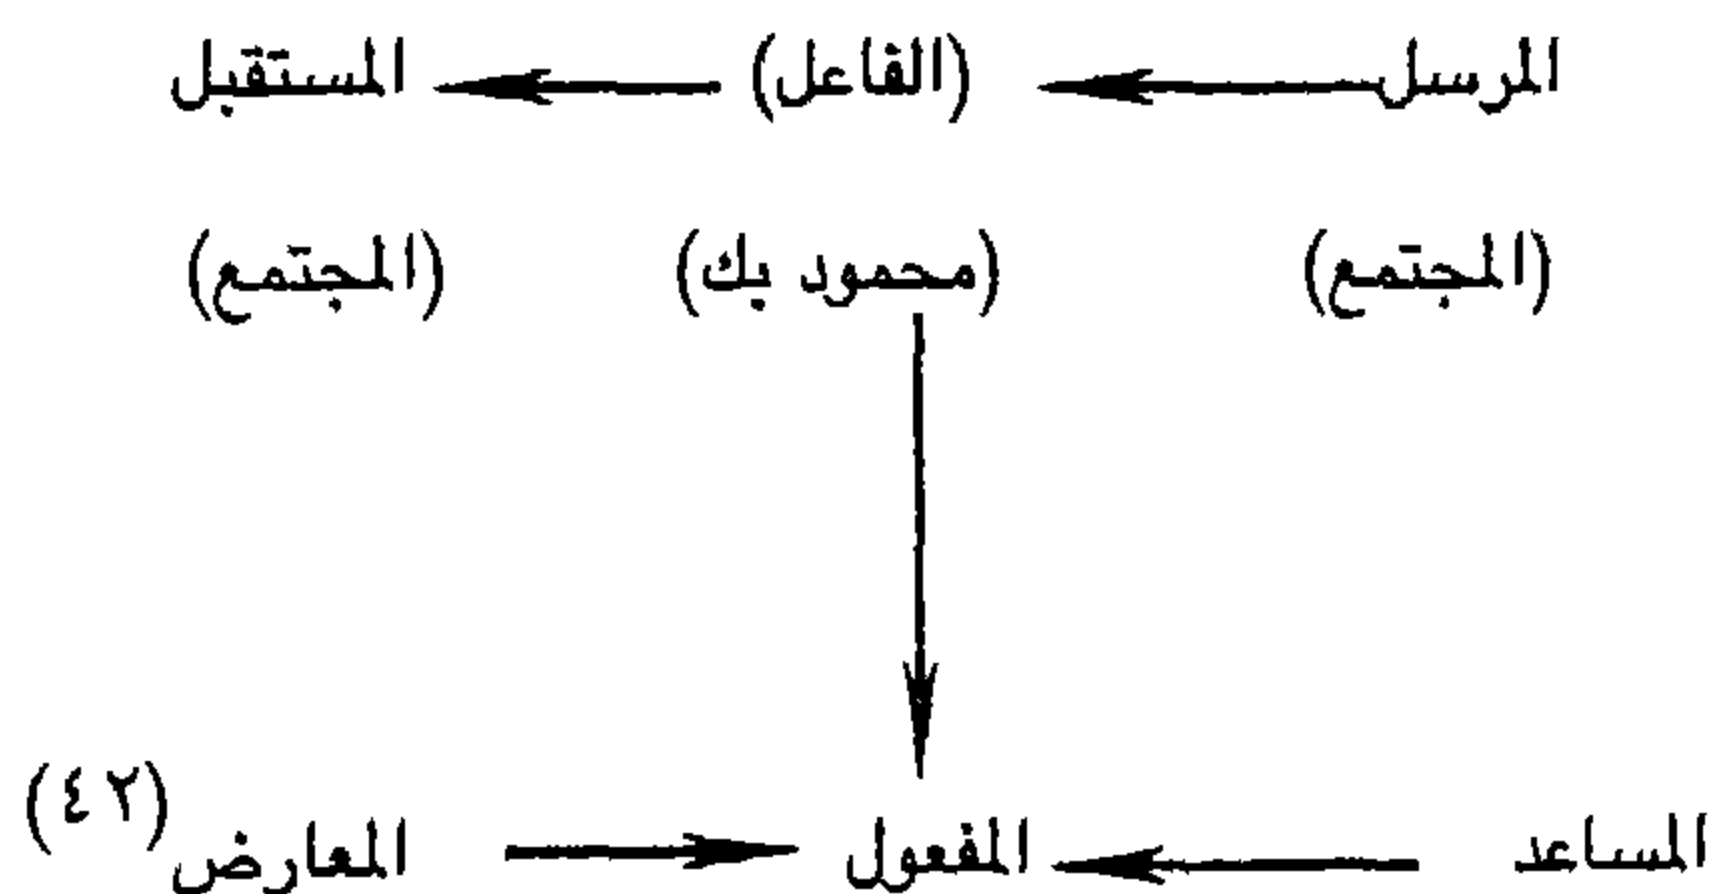 المرسل (الفاعل) المستقبل
(المجتمع) (محمود بك) (المجتمع)
المساعد المفعول المعارض(٤٢)